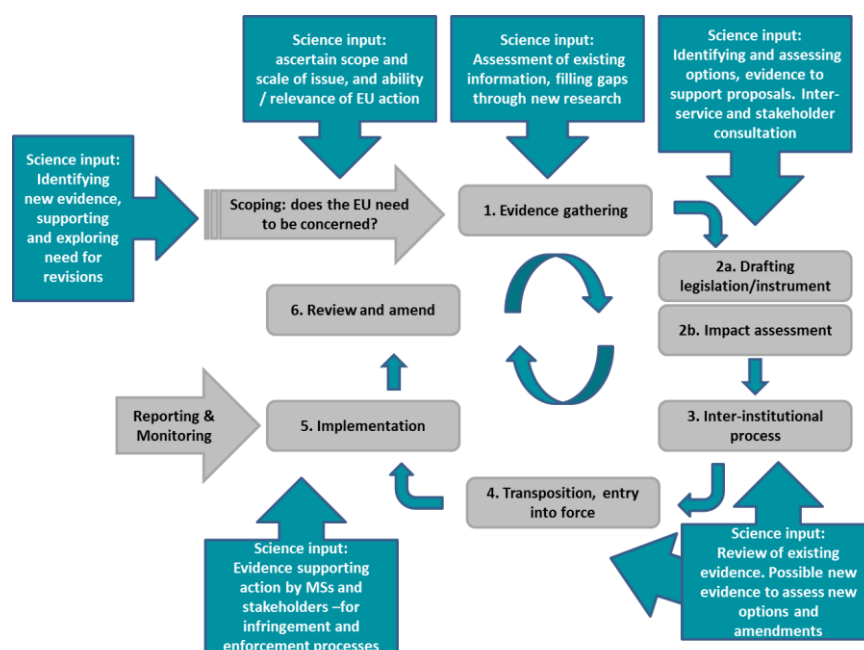 Science input:
ascertain scope and
scale of issue, and ability
/ relevance of EU action
Science input:
Assessment of existing
information, filling gaps
through new research
Science input:
Identifying and assessing
options, evidence to
support proposals. Inter-
service and stakeholder
consultation
Science input:
Identifying
new evidence,
supporting
and exploring
need for
revisions
Scoping: does the EU need
to be concerned?
1. Evidence gathering
2a. Drafting
legislation/instrument
2b. Impact assessment
6. Review and amend
Reporting &
Monitoring
5. Implementation
3. Inter-institutional
process
4. Transposition, entry
into force
Science input:
Evidence supporting
action by MSs and
stakeholders –for
infringement and
enforcement processes
Science input:
Review of existing
evidence. Possible new
evidence to assess new
options and
amendments